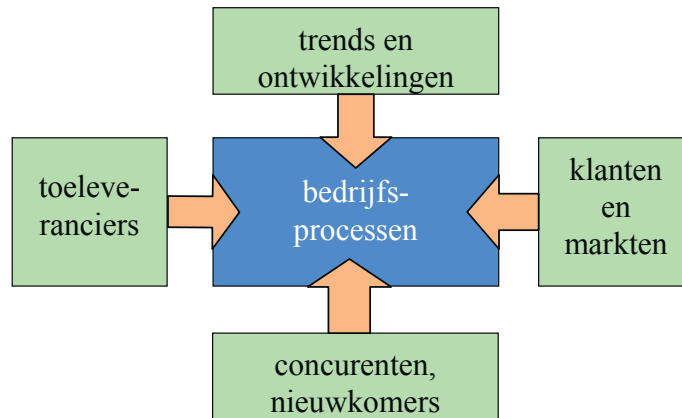 trends en
ontwikkelingen
toeleve-
ranciers
bedrijfs-
processen
klanten
en
markten
concurenten,
nieuwkomers